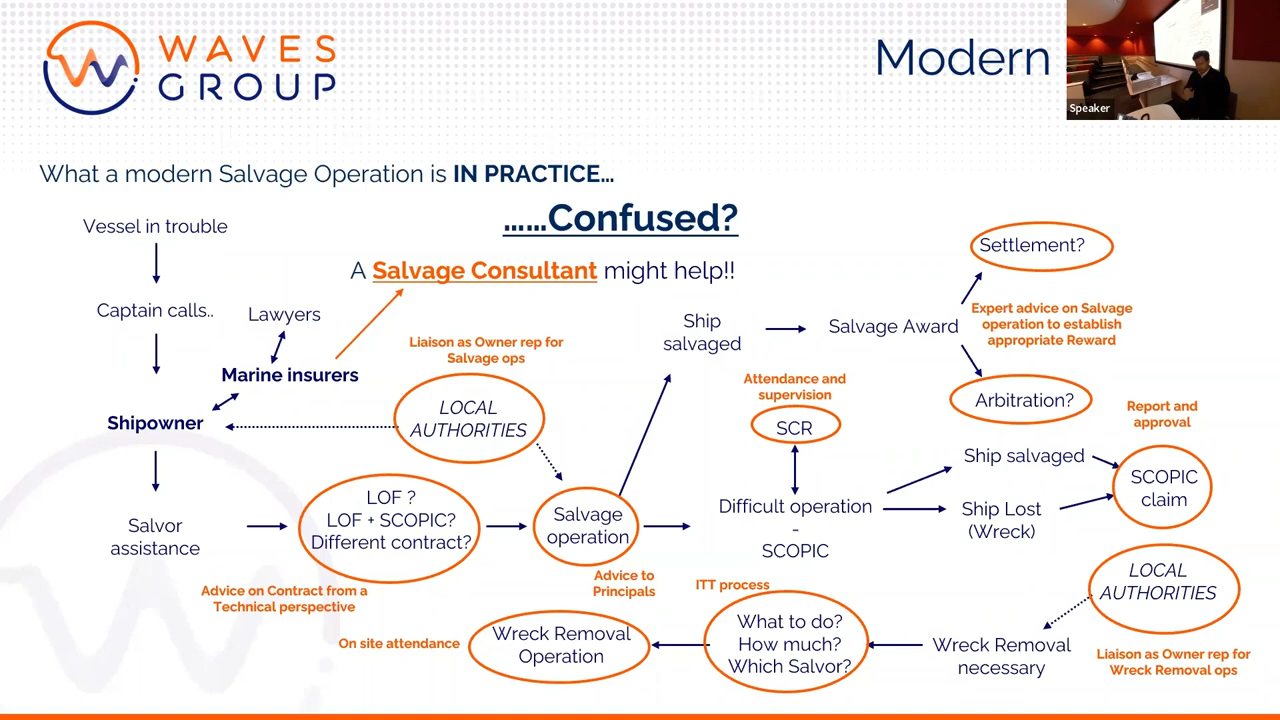 WAVES
GROUP
Modern
Speaker
What a modern Salvage Operation is IN PRACTICE…
……Confused?
A Salvage Consultant might help!!
Vessel in trouble
Captain calls..
Lawyers
Marine insurers
Shipowner
Salvor
assistance
Liaison as Owner rep for
Salvage ops
LOCAL
AUTHORITIES
LOF ?
LOF + SCOPIC?
Different contract?
Advice on Contract from a
Technical perspective
Salvage
operation
Advice to
Principals
Ship
salvaged
Salvage Award
Settlement?
Expert advice on Salvage
operation to establish
appropriate Reward
Arbitration?
Attendance and
supervision
SCR
Difficult operation
-
SCOPIC
Ship salvaged
Ship Lost
(Wreck)
Report and
approval
SCOPIC
claim
LOCAL
AUTHORITIES
Liaison as Owner rep for
Wreck Removal ops
Wreck Removal
necessary
ITT process
What to do?
How much?
Which Salvor?
Wreck Removal
Operation
On site attendance